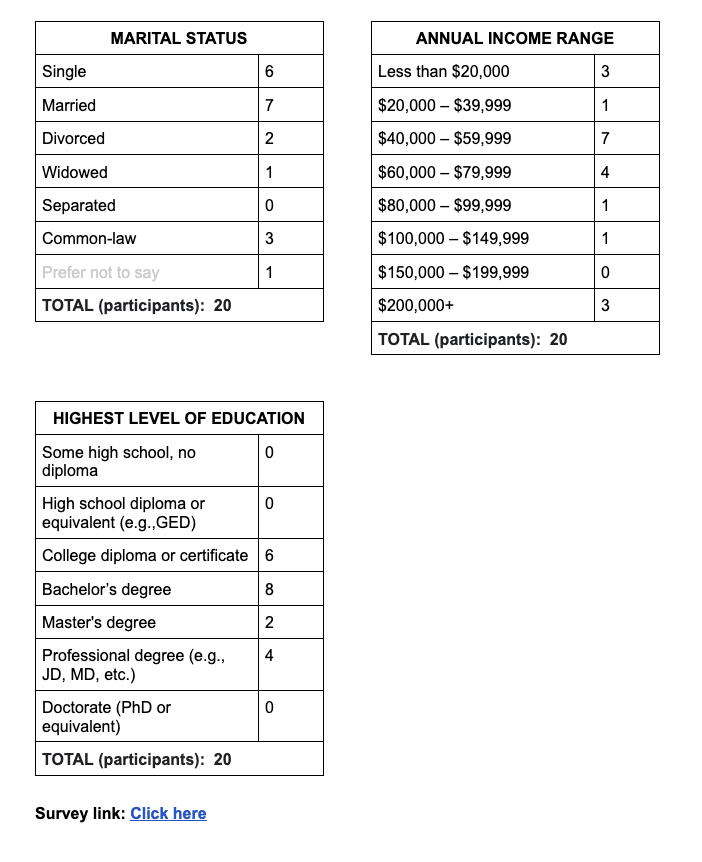 MARITAL STATUS
Single 6
Married 7
Divorced 2
Widowed 1
Separated 0
Common-law 3
Prefer not to say 1
TOTAL (participants): 20
ANNUAL INCOME RANGE
Less than $20,000 3
$20,000 – $39,999 1
$40,000 – $59,999 7
$60,000 – $79,999 4
$80,000 – $99,999 1
$100,000 – $149,999 1
$150,000 – $199,999 0
$200,000+ 3
TOTAL (participants): 20
HIGHEST LEVEL OF EDUCATION
Some high school, no 0
diploma
High school diploma or 0
equivalent (e.g.,GED)
College diploma or certificate 6
Bachelor’s degree 8
Master's degree 2
Professional degree (e.g., 4
JD, MD, etc.)
Doctorate (PhD or 0
equivalent)
TOTAL (participants): 20
Survey link: Click here